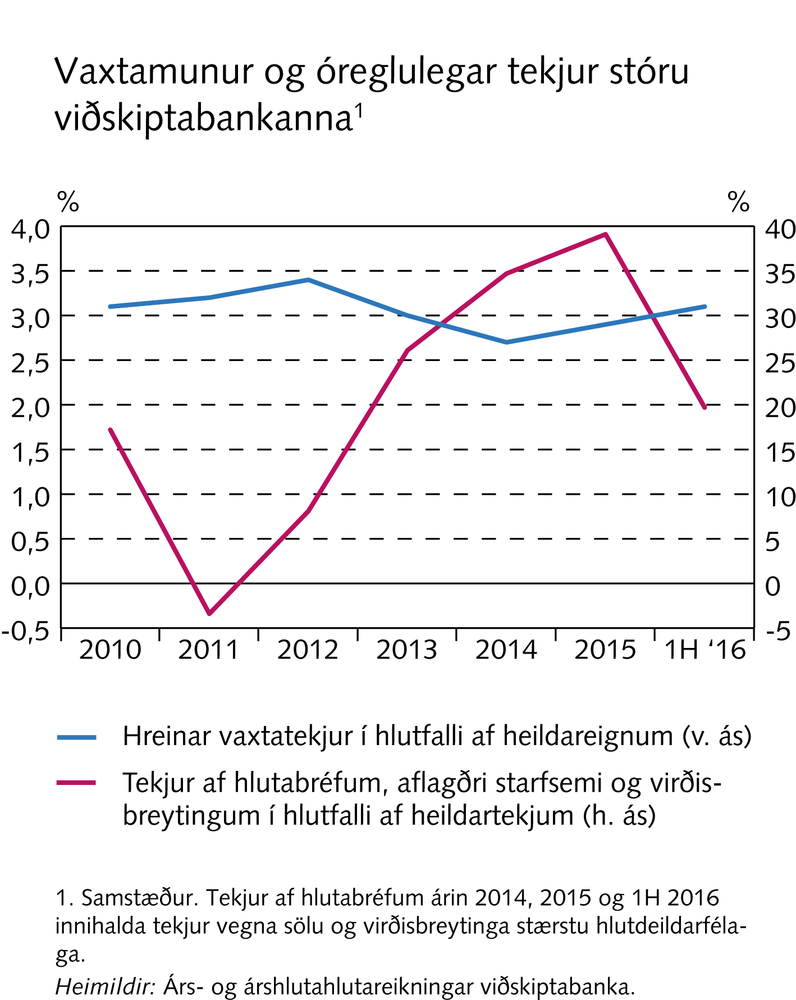 Vaxtamunur og óreglulegar tekjur stóru
viðskiptabankanna1
% %
4,0 40
3,5 35
3,0 30
2,5 25
2,0 20
1,5 15
1,0 10
0,5 5
0,0 0
-0,5 -5
2010 2011 2012 2013 2014 2015 1H ‘16
Hreinar vaxtatekjur í hlutfalli af heildareignum (v. ás)
Tekjur af hlutabréfum, aflagðri starfsemi og virðis-
breytingum í hlutfalli af heildartekjum (h. ás)
1. Samstæður. Tekjur af hlutabréfum árin 2014, 2015 og 1H 2016
innihalda tekjur vegna sölu og virðisbreytinga stærstu hlutdeildarféla-
ga.
Heimildir: Árs- og árshlutahlutareikningar viðskiptabanka.